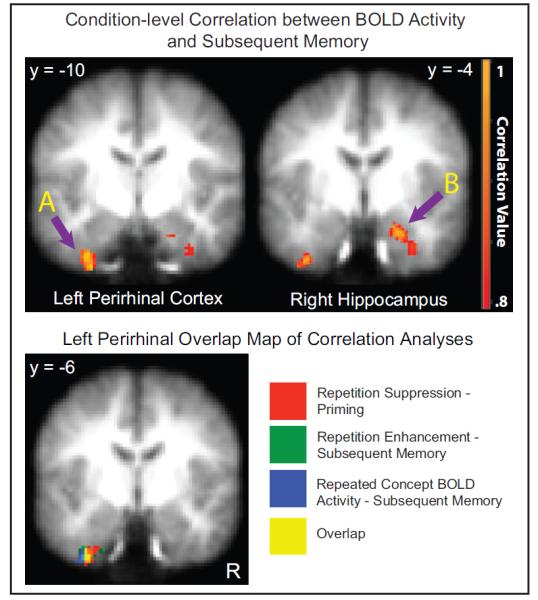 Condition-level Correlation between BOLD Activity
and Subsequent Memory
y = -10
y = -4
A
B
1
Correlation Value
.8
Left Perirhinal Cortex
Right Hippocampus
Left Perirhinal Overlap Map of Correlation Analyses
y = -6
R
Repetition Suppression -
Priming
Repetition Enhancement -
Subsequent Memory
Repeated Concept BOLD
Activity - Subsequent Memory
Overlap